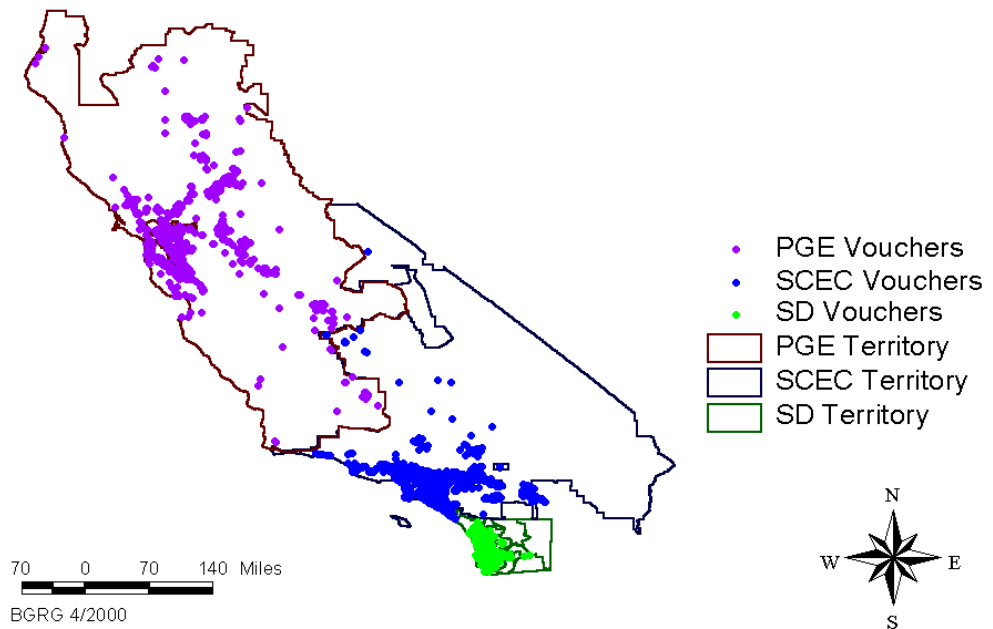 PGE Vouchers
SCEC Vouchers
SD Vouchers
PGE Territory
SCEC Territory
SD Territory
N
W E
S
70 0 70 140 Miles
BGRG 4/2000